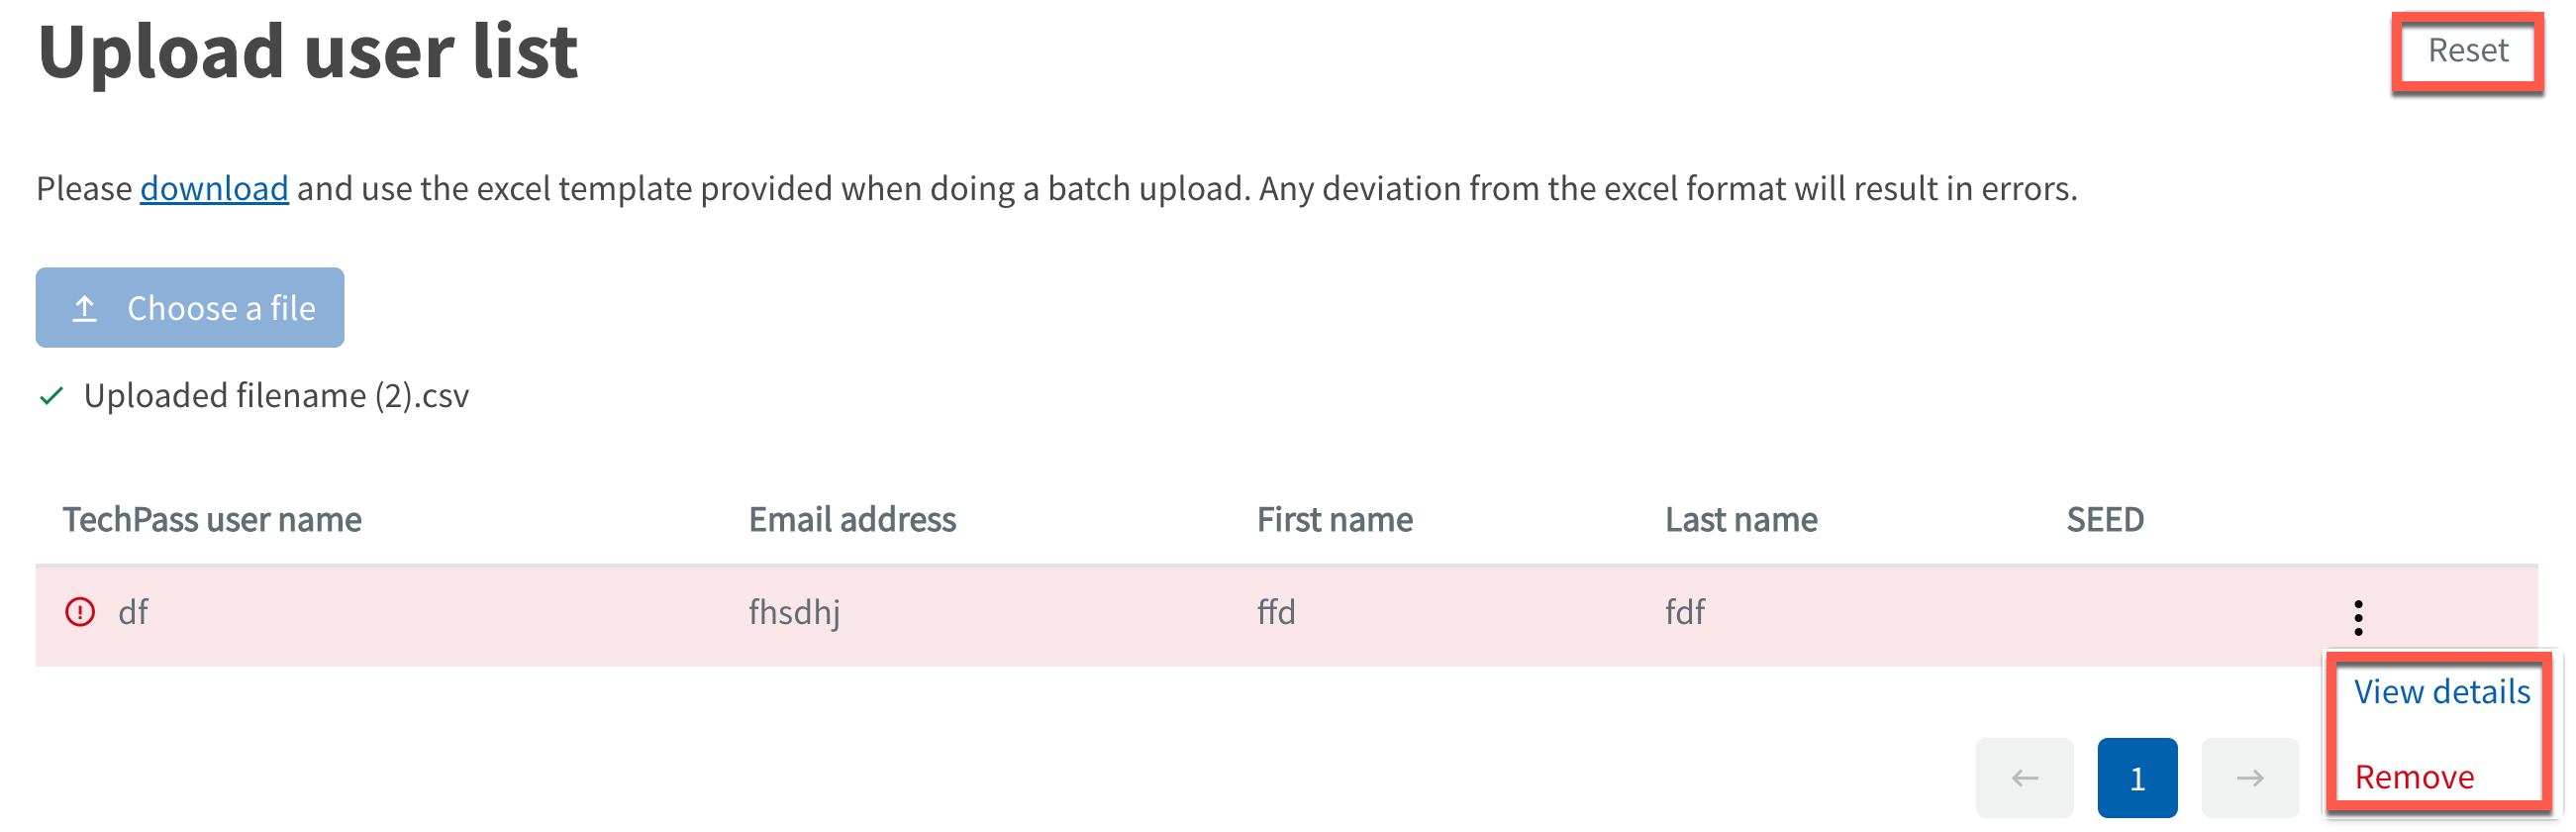 Upload user list
Reset
Please download and use the excel template provided when doing a batch upload. Any deviation from the excel format will result in errors.
Choose a file
Uploaded filename (2).csv
TechPass user name Email address First name Last name SEED
df fhsdhj ffd fdf
View details
1
Remove